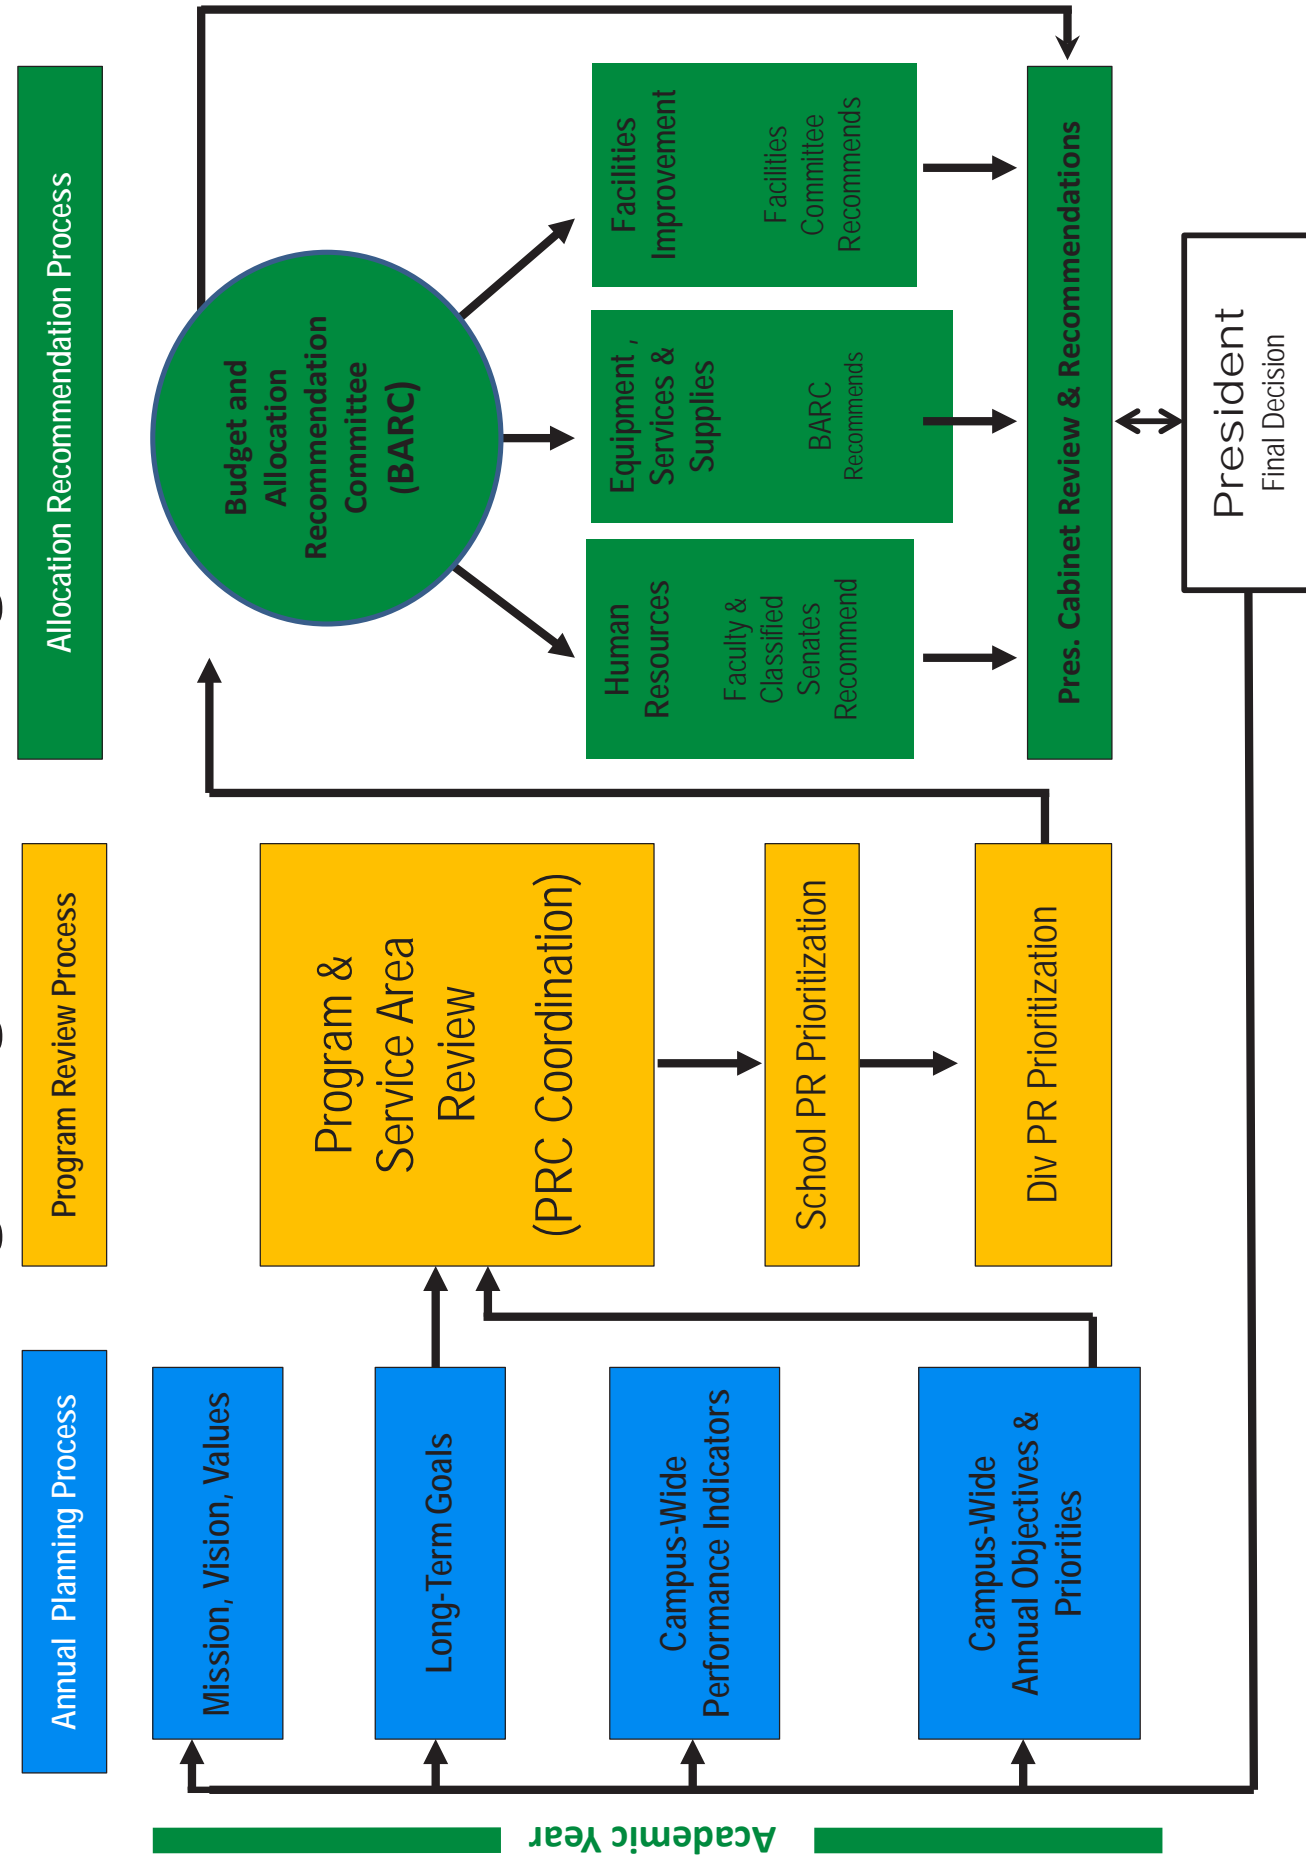 Annual Planning Process
Program Review Process
Allocation Recommendation Process
Mission, Vision, Values
Long-Term Goals
Campus-Wide
Performance Indicators
Campus-Wide
Annual Objectives &
Priorities
Program &
Service Area
Review
(PRC Coordination)
School PR Prioritization
Div PR Prioritization
Budget and
Allocation
Recommendation
Committee
(BARC)
Human
Resources
Faculty &
Classified
Senates
Recommend
Equipment ,
Services &
Supplies
BARC
Recommends
Facilities
Improvement
Facilities
Committee
Recommends
Pres. Cabinet Review & Recommendations
President
Final Decision
Academic Year